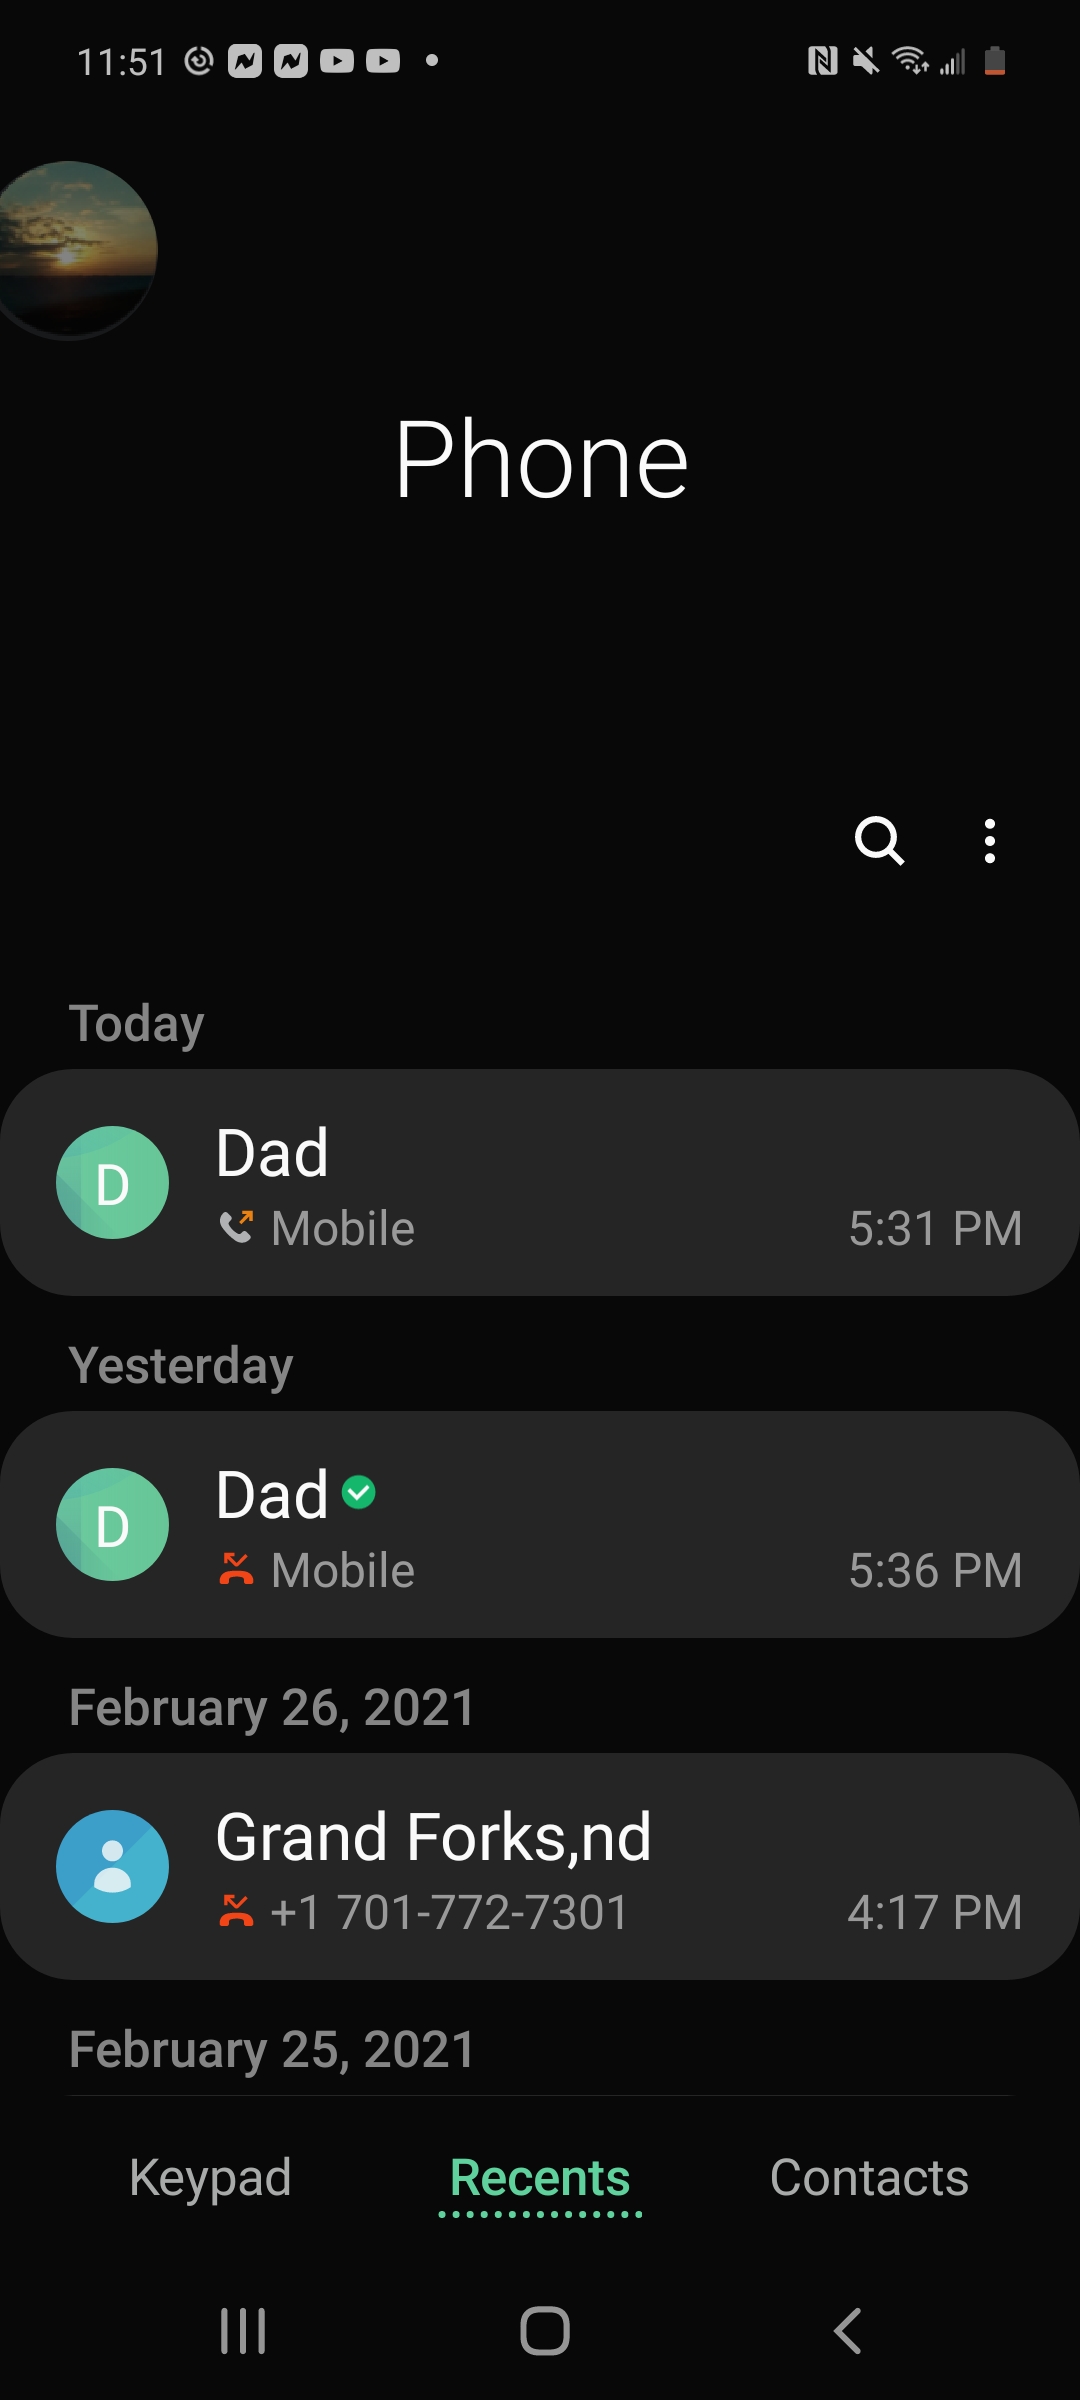 11:51
Phone
Today
D
Dad
Mobile
5:31 PM
Yesterday
D
Dad
Mobile
5:36 PM
February 26, 2021
Grand Forks,nd
+1 701-772-7301
4:17 PM
February 25, 2021
Keypad
Recents
Contacts